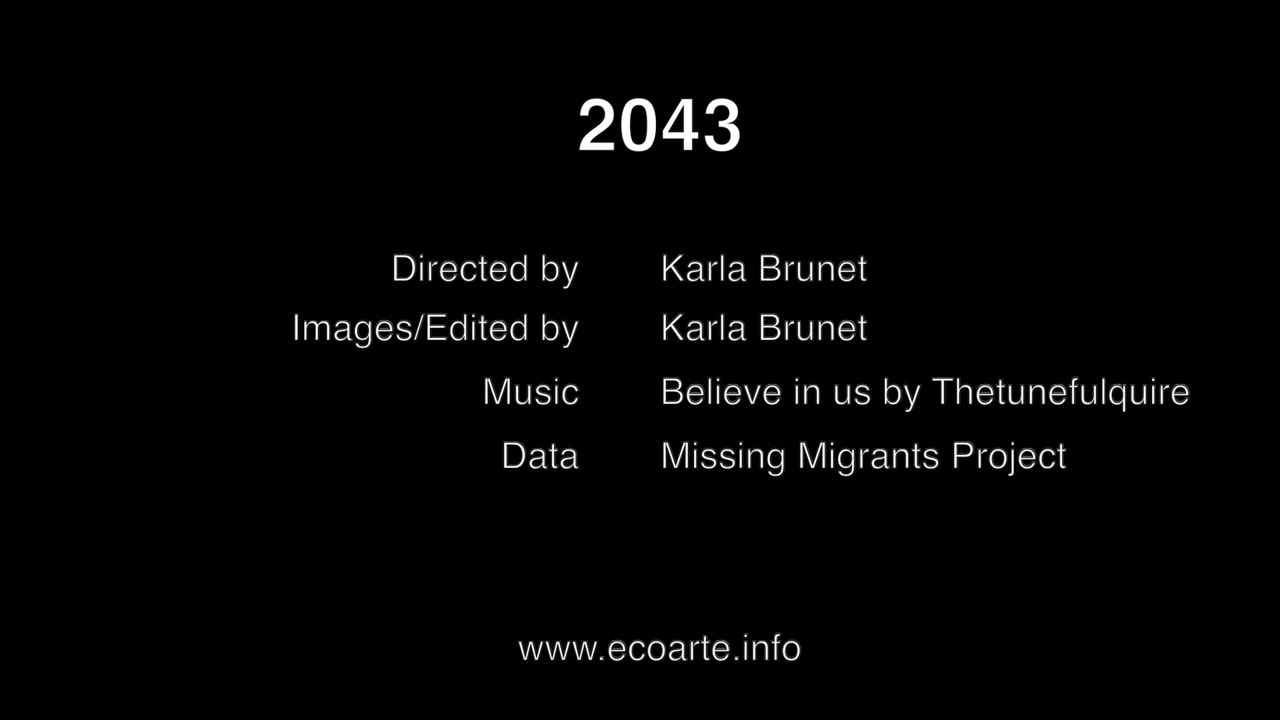 2043
Directed by Karla Brunet
Images/Edited by Karla Brunet
Music Believe in us by Thetunefulquire
Data Missing Migrants Project
www.ecoarte.info